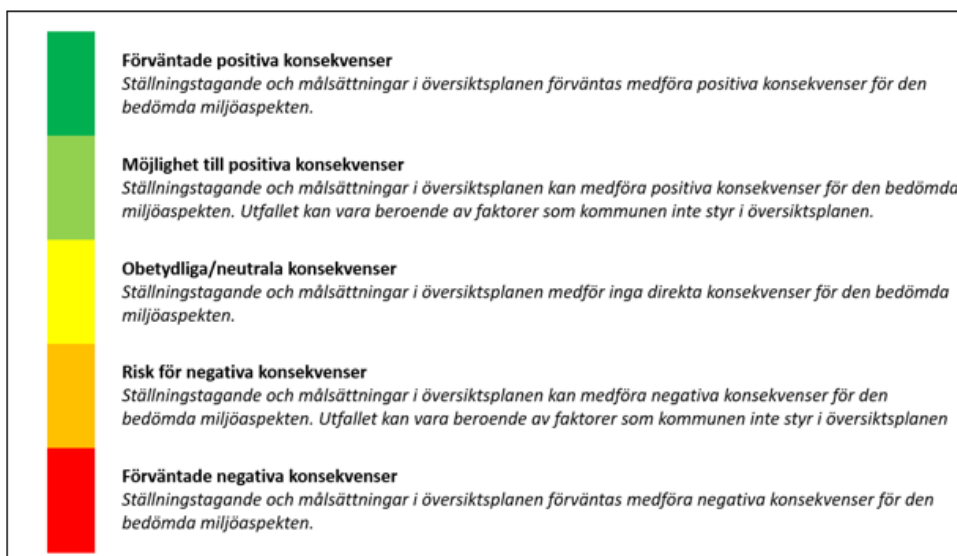 Förväntade positiva konsekvenser
Ställningstagande och målsättningar i översiktsplanen förväntas medföra positiva konsekvenser för den
bedömda miljöaspekten.
Möjlighet till positiva konsekvenser
Ställningstagande och målsättningar i översiktsplanen kan medföra positiva konsekvenser för den bedömda
miljöaspekten. Utfallet kan vara beroende av faktorer som kommunen inte styr i översiktsplanen.
Obetydliga/neutrala konsekvenser
Ställningstagande och målsättningar i översiktsplanen medför inga direkta konsekvenser för den bedömda
miljöaspekten.
Risk för negativa konsekvenser
Ställningstagande och målsättningar i översiktsplanen kan medföra negativa konsekvenser för den
bedömda miljöaspekten. Utfallet kan vara beroende av faktorer som kommunen inte styr i översiktsplanen
Förväntade negativa konsekvenser
Ställningstagande och målsättningar i översiktsplanen förväntas medföra negativa konsekvenser för den
bedömda miljöaspekten.